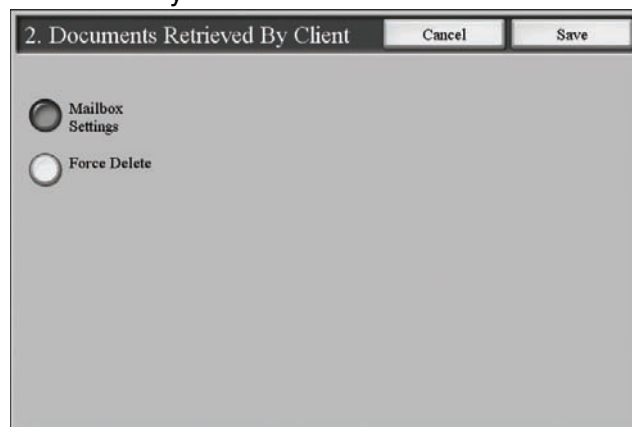 2. Documents Retrieved By Client
Cancel
Save
Mailbox
Settings
Force Delete